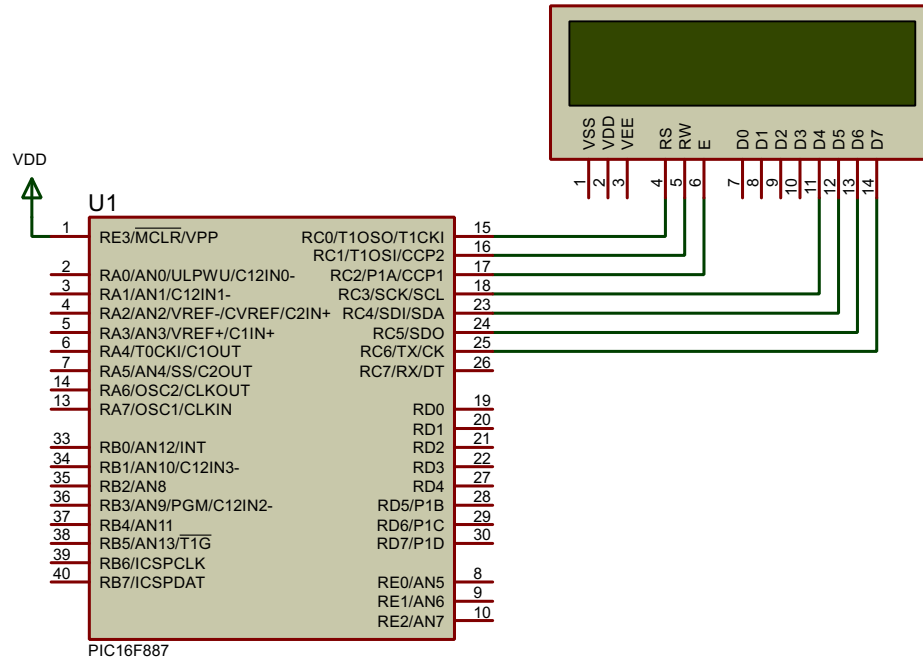 VSS
VDD
VEE
RS
RW
E
D0
D1
D2
D3
D4
D5
D6
D7
1
2
3
4
5
6
7
8
9
10
11
12
13
14
VDD
U1
1 RE3/MCLR/VPP RC0/T1OSO/T1CKI 15
RC1/T1OSI/CCP2 16
2 RA0/AN0/ULPWU/C12IN0- RC2/P1A/CCP1 17
3 RA1/AN1/C12IN1- RC3/SCK/SCL 18
4 RA2/AN2/VREF-/CVREF/C2IN+ RC4/SDI/SDA 23
5 RA3/AN3/VREF+/C1IN+ RC5/SDO 24
6 RA4/T0CKI/C1OUT RC6/TX/CK 25
7 RA5/AN4/SS/C2OUT RC7/RX/DT 26
14 RA6/OSC2/CLKOUT
13 RA7/OSC1/CLKIN RD0 19
RD1 20
33 RB0/AN12/INT RD2 21
34 RB1/AN10/C12IN3- RD3 22
35 RB2/AN8 RD4 27
36 RB3/AN9/PGM/C12IN2- RD5/P1B 28
37 RB4/AN11 RD6/P1C 29
38 RB5/AN13/T1G RD7/P1D 30
39 RB6/ICSPCLK
40 RB7/ICSPDAT RE0/AN5 8
RE1/AN6 9
RE2/AN7 10
PIC16F887